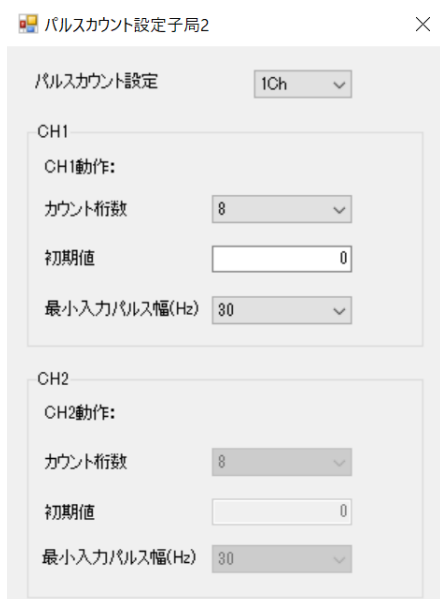 パルスカウント設定子局2
パルスカウント設定 1Ch
CH1
CH1動作:
カウント桁数 8
初期値 0
最小入力パルス幅(Hz) 30
CH2
CH2動作:
カウント桁数 8
初期値 0
最小入力パルス幅(Hz) 30